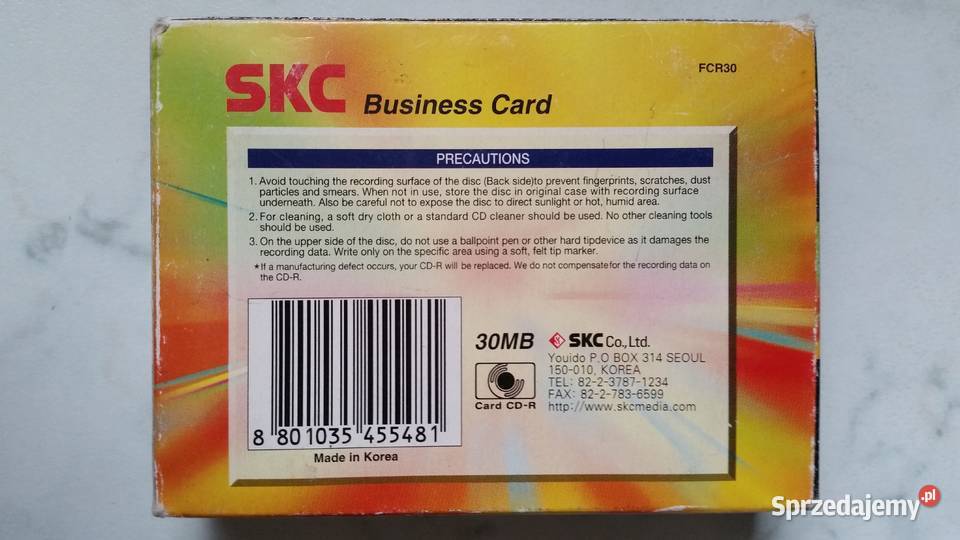 SKC Business Card
FCR30
PRECAUTIONS
1. Avoid touching the recording surface of the disc (Back side)to prevent fingerprints, scratches, dust
particles and smears. When not in use, store the disc in original case with recording surface
underneath. Also be careful not to expose the disc to direct sunlight or hot, humid area.
2. For cleaning, a soft dry cloth or a standard CD cleaner should be used. No other cleaning tools
should be used.
3. On the upper side of the disc, do not use a ballpoint pen or other hard tipdevice as it damages the
recording data. Write only on the specific area using a soft, felt tip marker.
*If a manufacturing defect occurs, your CD-R will be replaced. We do not compensate for the recording data on
the CD-R.
8 801035 455481
Made in Korea
30MB
Card CD-R
SKC Co., Ltd.
Youido P.O BOX 314 SEOUL
150-010, KOREA
TEL: 82-2-3787-1234
FAX: 82-2-783-6599
http://www.skcmedia.com
Sprzedajemy.pl